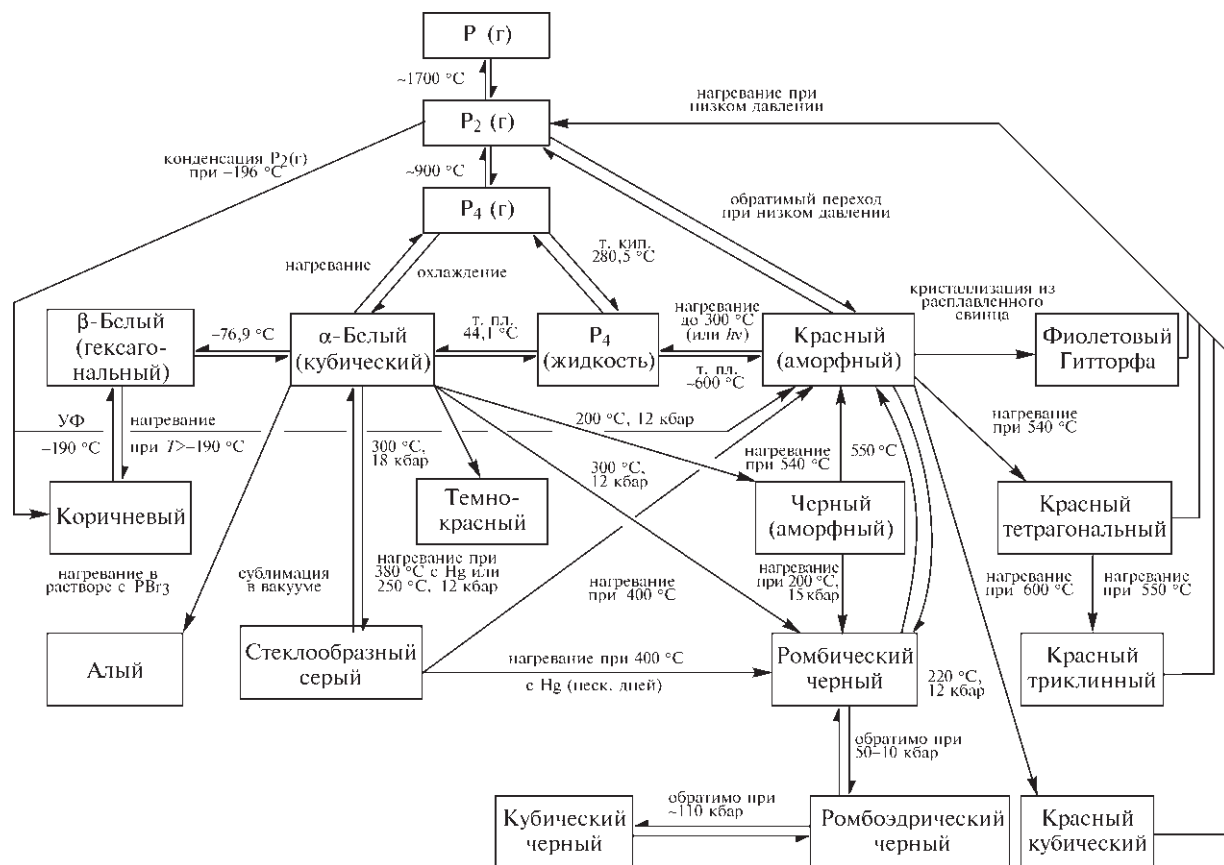 P (г)
~1700 °C
нагревание при
низком давлении
P2 (г)
конденсация P2(г)
при –196 °C
~900 °C
обратимый переход
при низком давлении
P4 (г)
т. кип.
280,5 °C
нагревание
охлаждение
кристаллизация из
расплавленного
свинца
β-Белый
(гексаго-
нальный)
–76,9 °C
α-Белый
(кубический)
т. пл.
44,1 °C
P4
(жидкость)
нагревание
до 300 °C
(или hν)
т. пл.
~600 °C
Красный
(аморфный)
Фиолетовый
Гитторфа
УФ
–190 °C
нагревание
при T>–190 °C
300 °C,
18 кбар
200 °C, 12 кбар
300 °C,
12 кбар
нагревание
при 540 °C
550 °C
нагревание
при 540 °C
Коричневый
Темно-
красный
Черный
(аморфный)
Красный
тетрагональный
нагревание в
растворе с PBr3
сублимация
в вакууме
нагревание при
380 °C с Hg или
250 °C, 12 кбар
нагревание
при 400 °C
нагревание
при 200 °C,
15 кбар
нагревание
при 600 °C
нагревание
при 550 °C
Алый
Стеклообразный
серый
нагревание при 400 °C
с Hg (неск. дней)
Ромбический
черный
220 °C,
12 кбар
Красный
триклинный
обратимо при
50–10 кбар
Кубический
черный
обратимо при
~110 кбар
Ромбоэдрический
черный
Красный
кубический